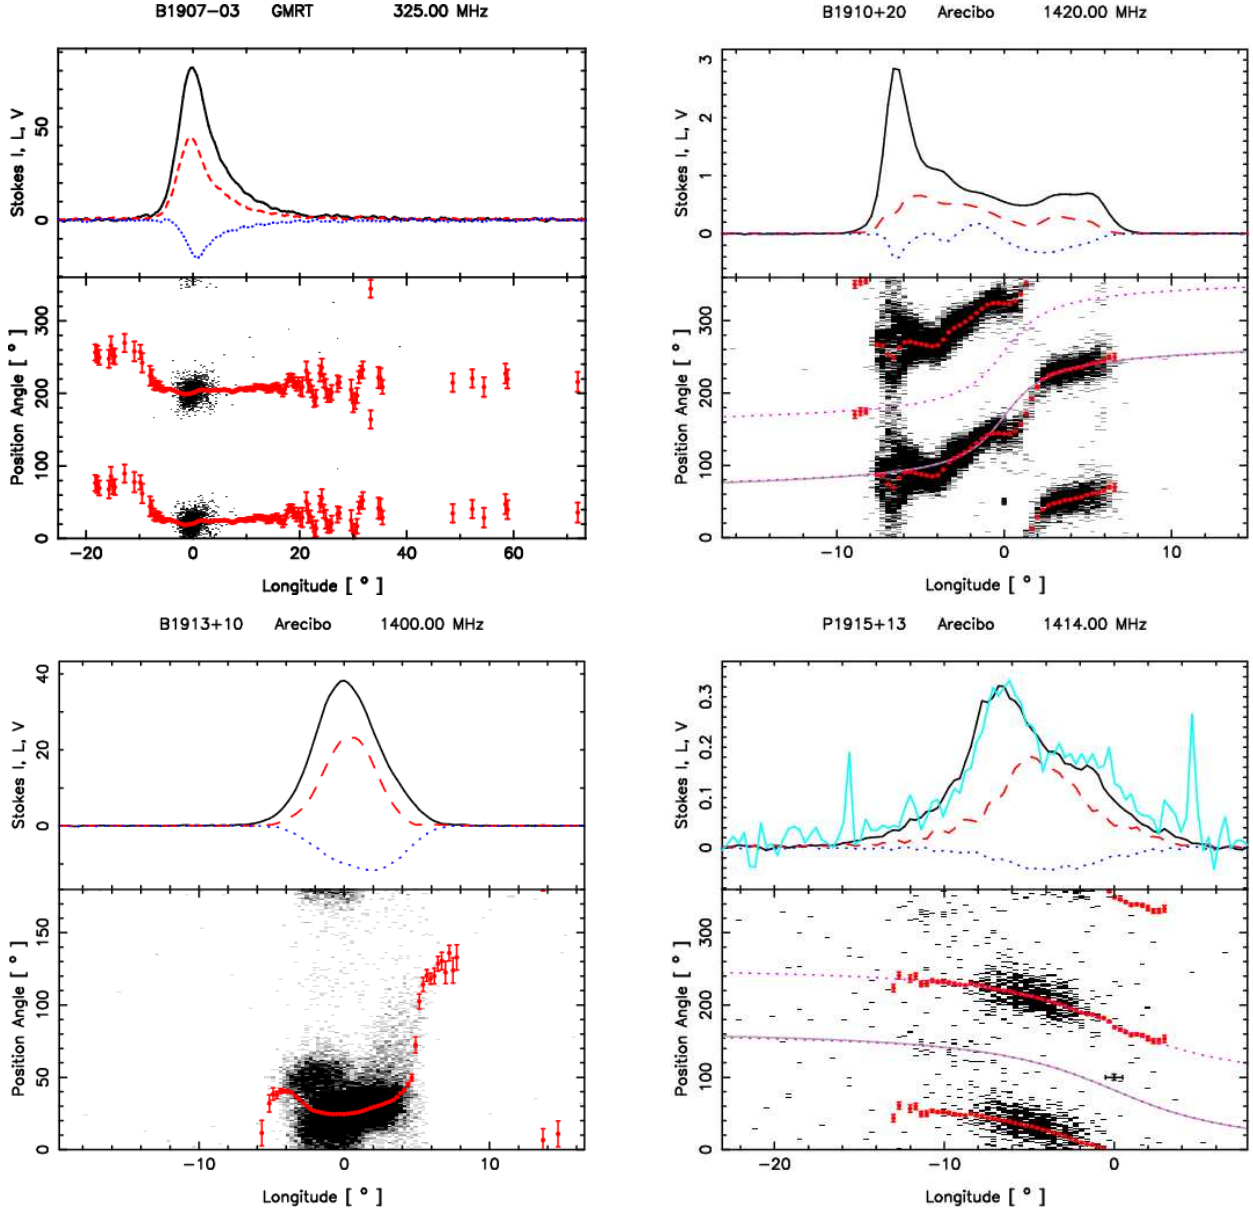 B1907−03 GMRT 325.00 MHz
Stokes I, L, V
50
0
Position Angle [ ° ]
300
200
100
0
−20 0 20 40 60
Longitude [ ° ]
B1910+20 Arecibo 1420.00 MHz
Stokes I, L, V
3
2
1
0
Position Angle [ ° ]
300
200
100
0
−10 0 10
Longitude [ ° ]
B1913+10 Arecibo 1400.00 MHz
Stokes I, L, V
40
20
0
Position Angle [ ° ]
150
100
50
0
−10 0 10
Longitude [ ° ]
P1915+13 Arecibo 1414.00 MHz
Stokes I, L, V
0.3
0.2
0.1
0
Position Angle [ ° ]
300
200
100
0
−20 −10 0
Longitude [ ° ]